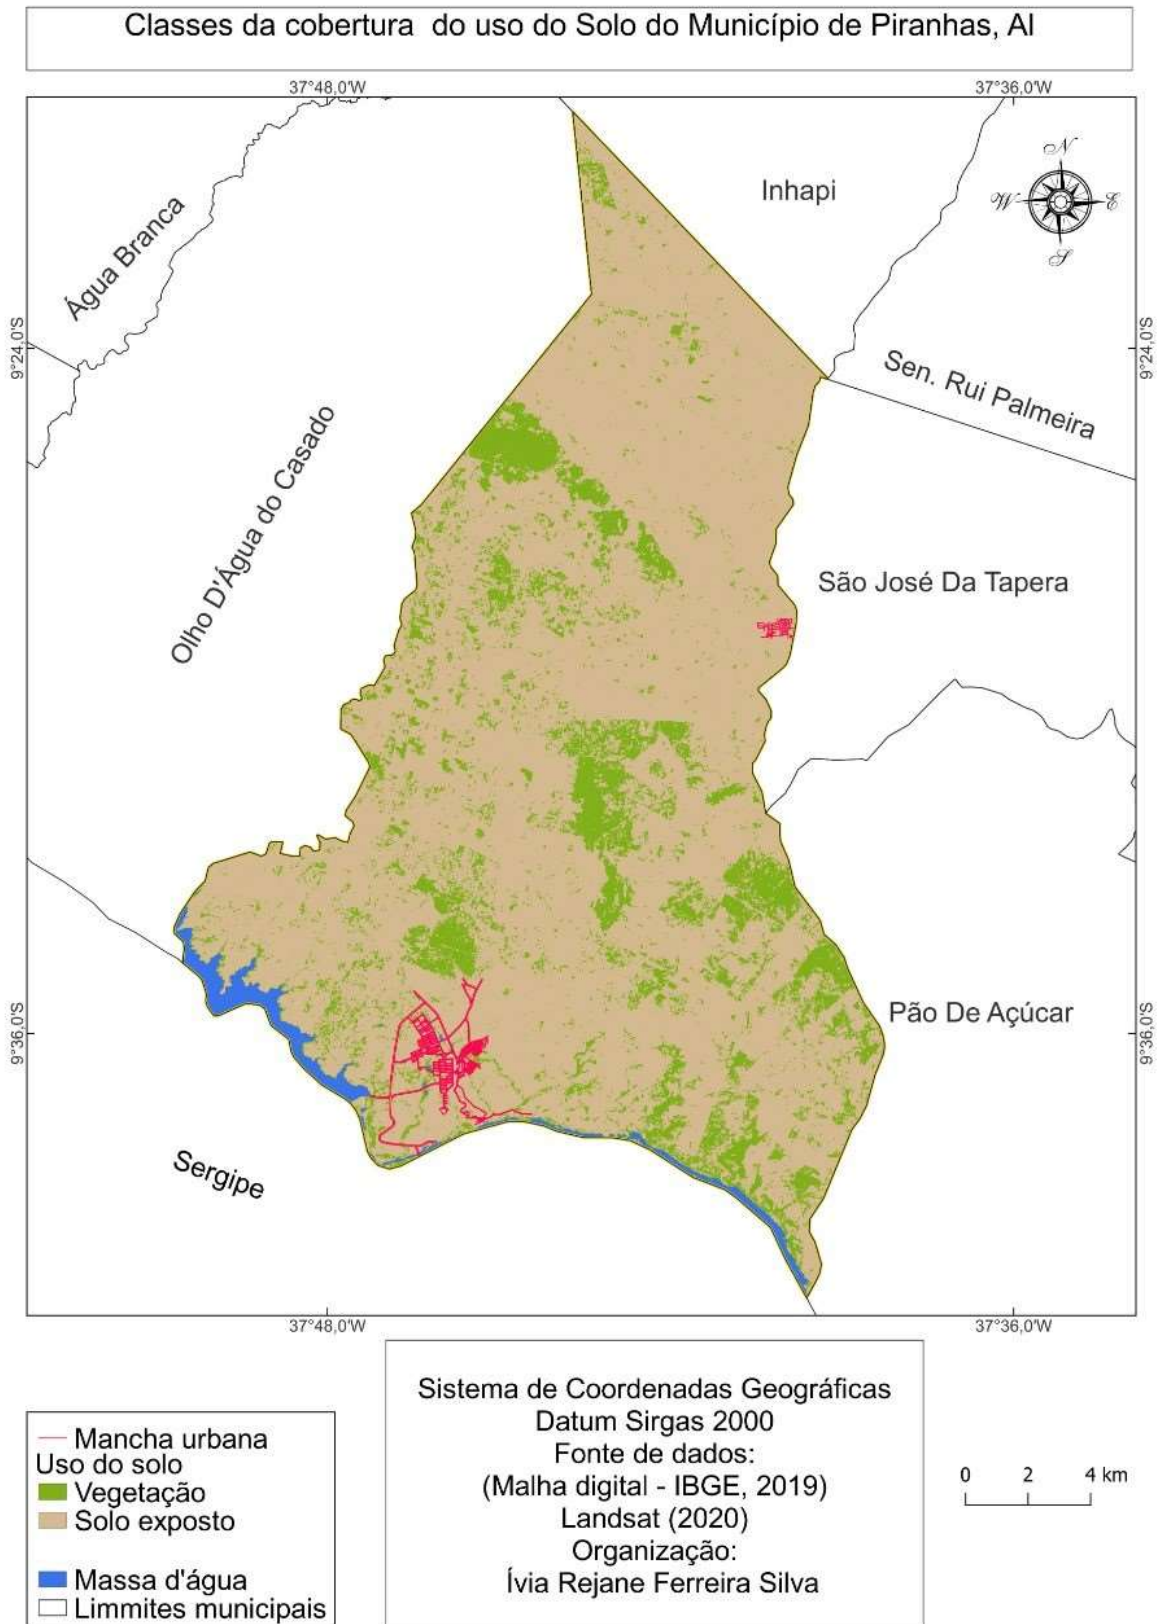 Classes da cobertura do uso do Solo do Município de Piranhas, Al
37°48,0'W
37°36,0'W
N
W
E
S
Inhapi
Água Branca
9°24,0'S
9°24,0'S
Sen. Rui Palmeira
Olho D'Água do Casado
São José Da Tapera
Pão De Açúcar
9°36,0'S
9°36,0'S
Sergipe
37°48,0'W
37°36,0'W
Mancha urbana
Uso do solo
Vegetação
Solo exposto
Massa d'água
Limmites municipais
Sistema de Coordenadas Geográficas
Datum Sirgas 2000
Fonte de dados:
(Malha digital - IBGE, 2019)
Landsat (2020)
Organização:
Ívia Rejane Ferreira Silva
0 2 4 km